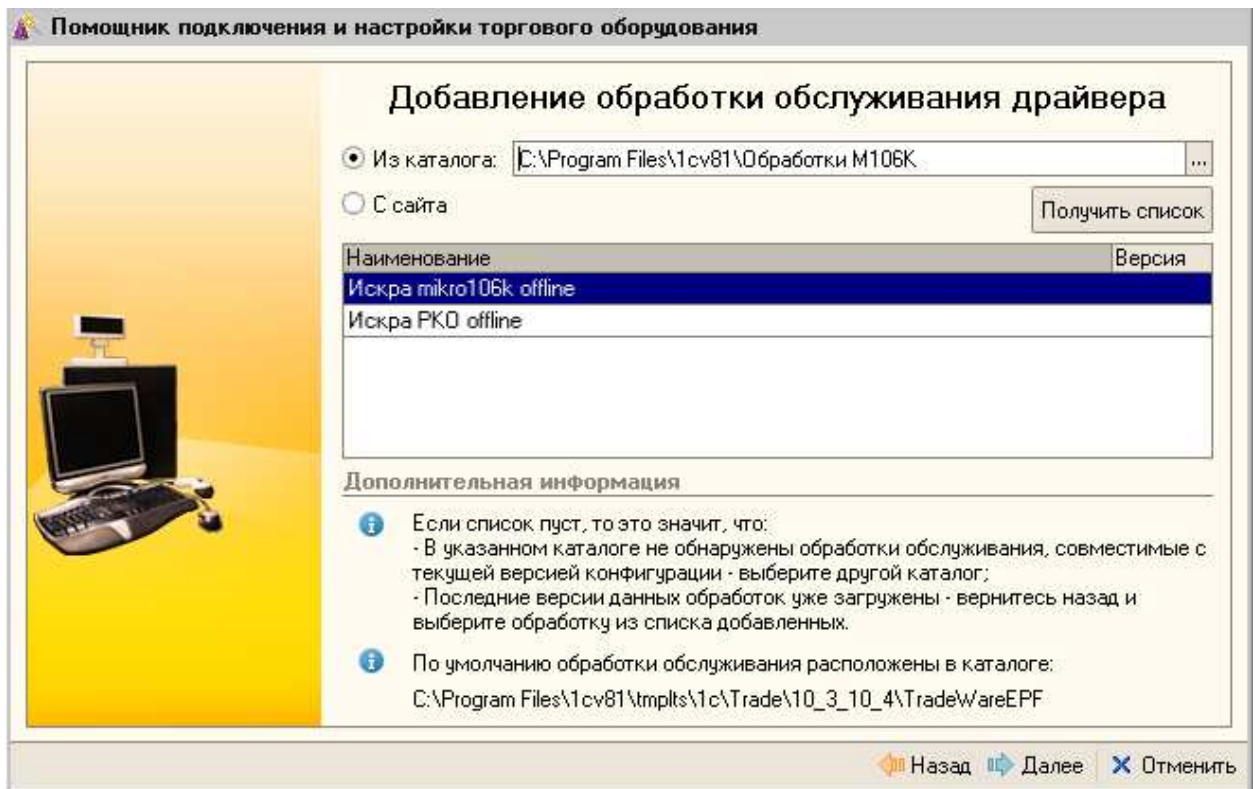 Помощник подключения и настройки торгового оборудования
Добавление обработки обслуживания драйвера
Из каталога: C:\Program Files\1cv81\Обработки М106К ...
С сайта
Получить список
Наименование Версия
Искра mikro106k offline
Искра РКО offline
Дополнительная информация
Если список пуст, то это значит, что:
- В указанном каталоге не обнаружены обработки обслуживания, совместимые с
текущей версией конфигурации - выберите другой каталог;
- Последние версии данных обработок уже загружены - вернитесь назад и
выберите обработку из списка добавленных.
По умолчанию обработки обслуживания расположены в каталоге:
C:\Program Files\1cv81\tmplts\1c\Trade\10_3_10_4\TradeWareEPF
Назад Далее Отменить